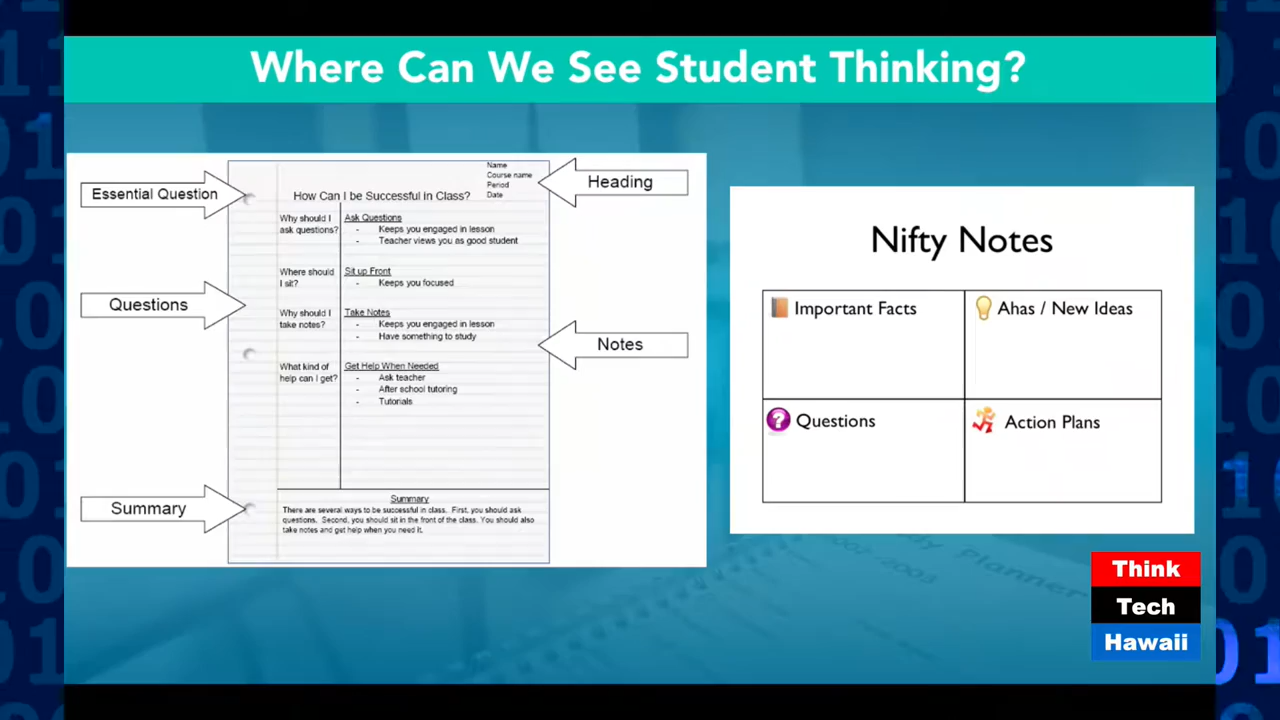 Where Can We See Student Thinking?
Essential Question
Questions
Summary
Name
Course name
Period
Date
How Can I be Successful in Class?
Why should I
ask questions?
Ask Questions
- Keeps you engaged in lesson
- Teacher views you as good student
Where should
I sit?
Sit up Front
- Keeps you focused
Why should I
take notes?
Take Notes
- Keeps you engaged in lesson
- Have something to study
What kind of
help can I get?
Get Help When Needed
- Ask teacher
- After school tutoring
- Tutorials
Summary
There are several ways to be successful in class. First, you should ask
questions. Second, you should sit in the front of the class. You should also
take notes and get help when you need it.
Heading
Notes
Nifty Notes
Important Facts
Ahas / New Ideas
? Questions
Action Plans
Planner
Think
Tech
Hawaii